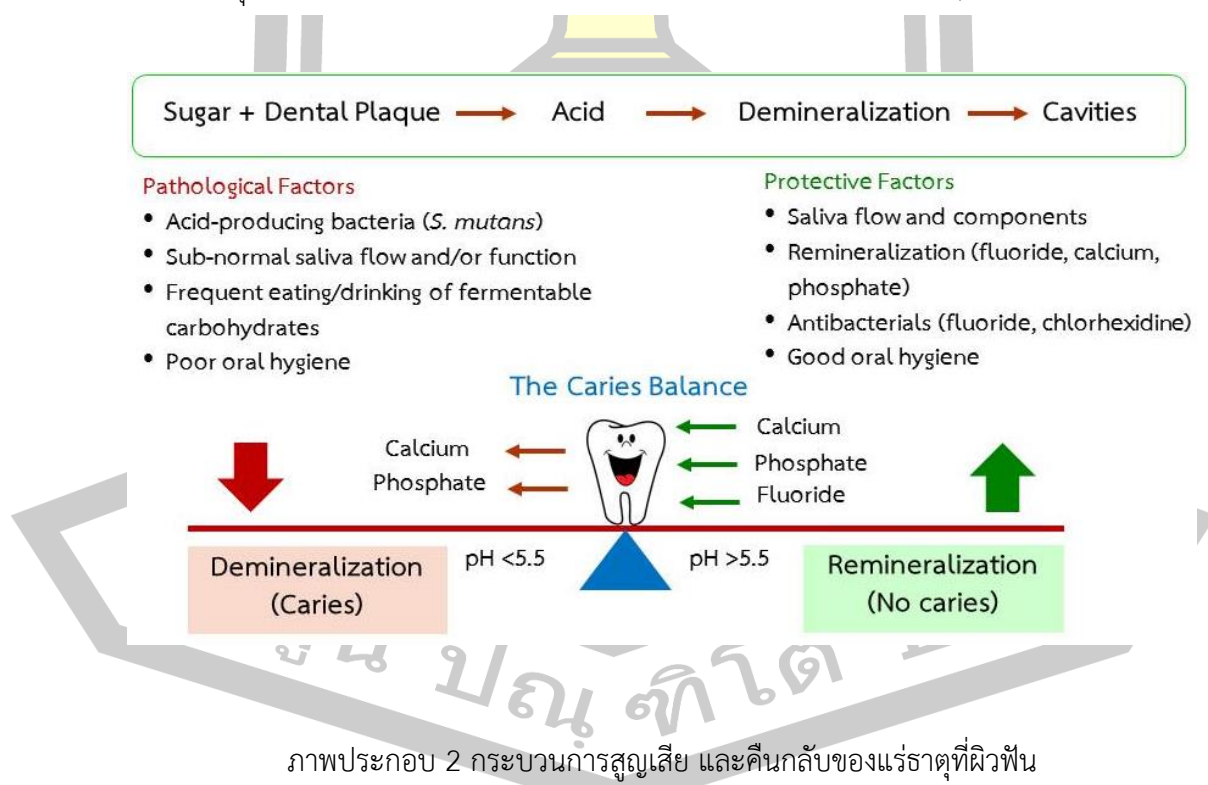 Sugar + Dental Plaque → Acid → Demineralization → Cavities
Pathological Factors
• Acid-producing bacteria (S. mutans)
• Sub-normal saliva flow and/or function
• Frequent eating/drinking of fermentable
carbohydrates
• Poor oral hygiene
Protective Factors
• Saliva flow and components
• Remineralization (fluoride, calcium,
phosphate)
• Antibacterials (fluoride, chlorhexidine)
• Good oral hygiene
The Caries Balance
Calcium
Phosphate
Calcium
Phosphate
Fluoride
Demineralization
(Caries)
pH <5.5
pH >5.5
Remineralization
(No caries)
ปณฺฑิโต
ภาพประกอบ 2 กระบวนการสูญเสีย และคืนกลับของแร่ธาตุที่ผิวฟัน